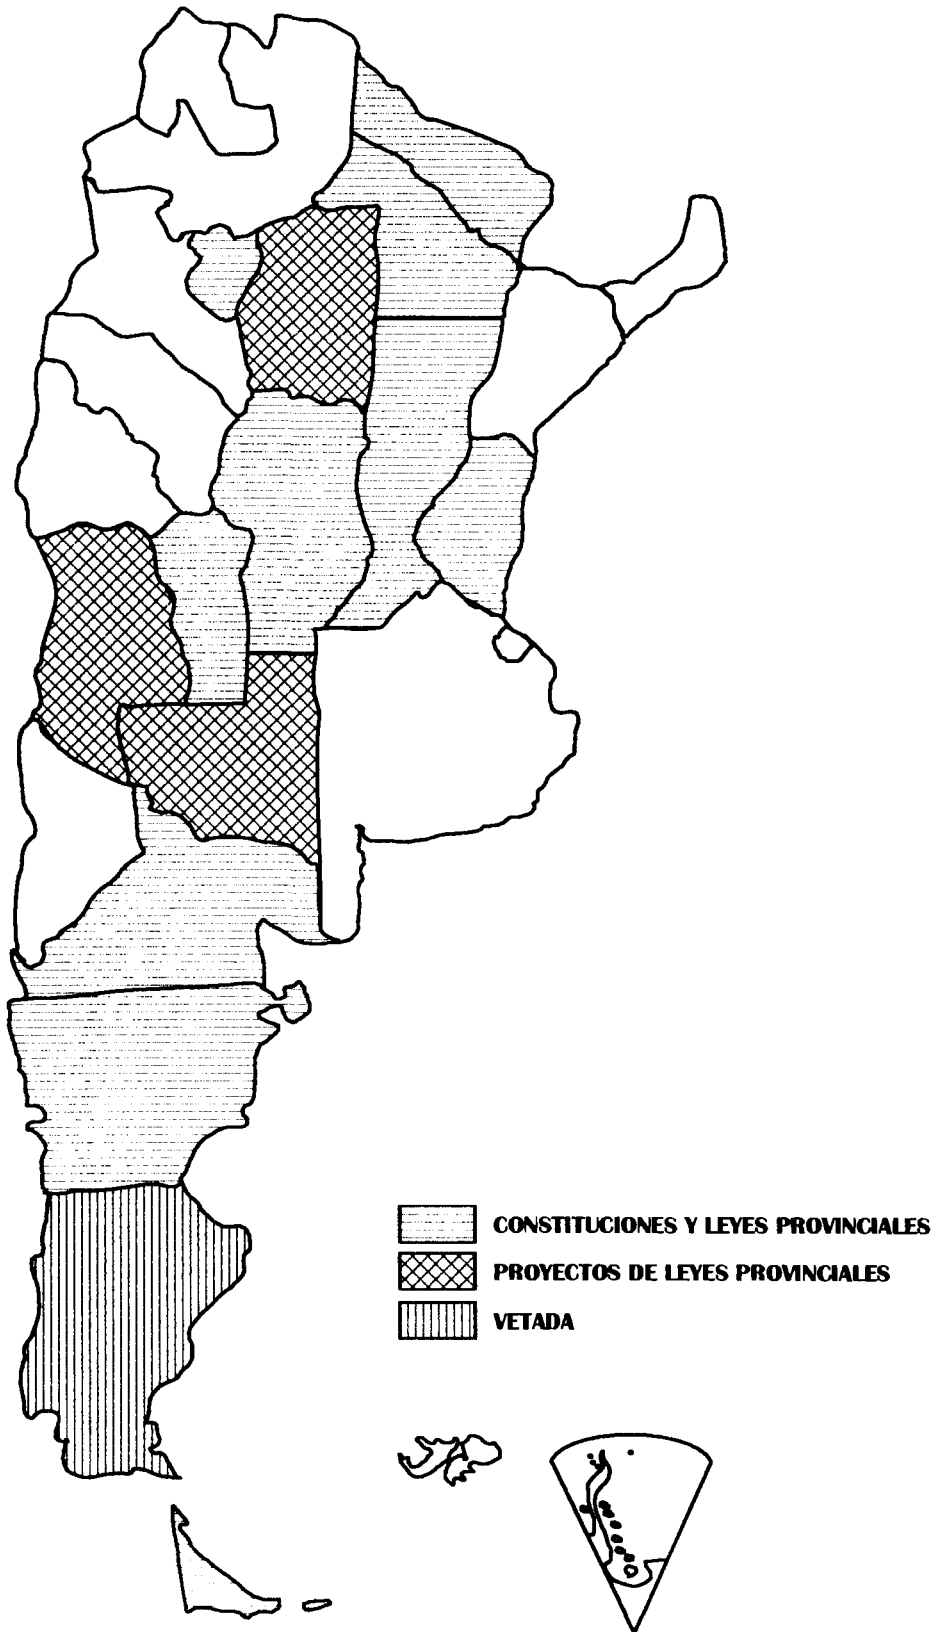 CONSTITUCIONES Y LEYES PROVINCIALES
PROYECTOS DE LEYES PROVINCIALES
VETADA